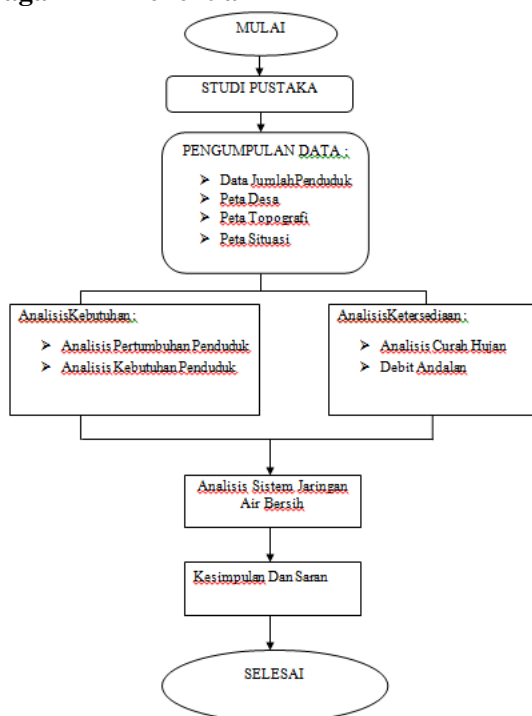 MULAI
STUDI PUSTAKA
PENGUMPULAN DATA :
➢ Data JumlahPenduduk
➢ Peta Desa
➢ Peta Topografi
➢ Peta Situasi
AnalisisKebutuhan :
➢ Analisis Pertumbuhan Penduduk
➢ Analisis Kebutuhan Penduduk
AnalisisKetersediaan :
➢ Analisis Curah Hujan
➢ Debit Andalan
Analisis Sistem Jaringan
Air Bersih
Kesimpulan Dan Saran
SELESAI